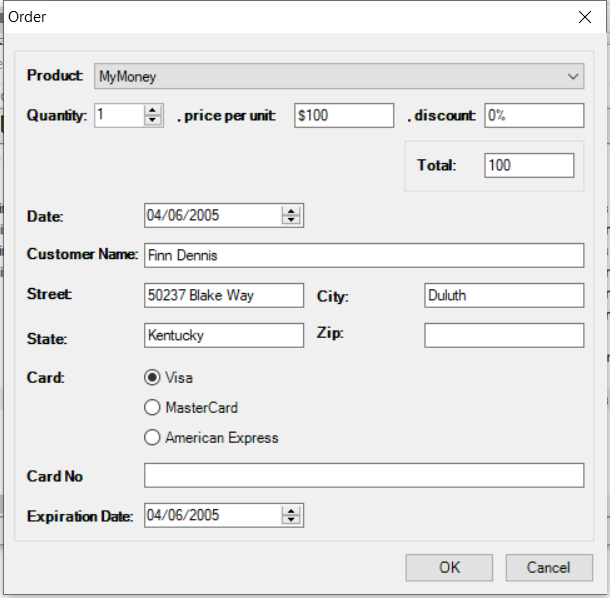 Order
Product: MyMoney
Quantity: 1 , price per unit: $100 , discount: 0%
Total: 100
Date: 04/06/2005
Customer Name: Finn Dennis
Street: 50237 Blake Way City: Duluth
State: Kentucky Zip:
Card: Visa
MasterCard
American Express
Card No
Expiration Date: 04/06/2005
OK Cancel